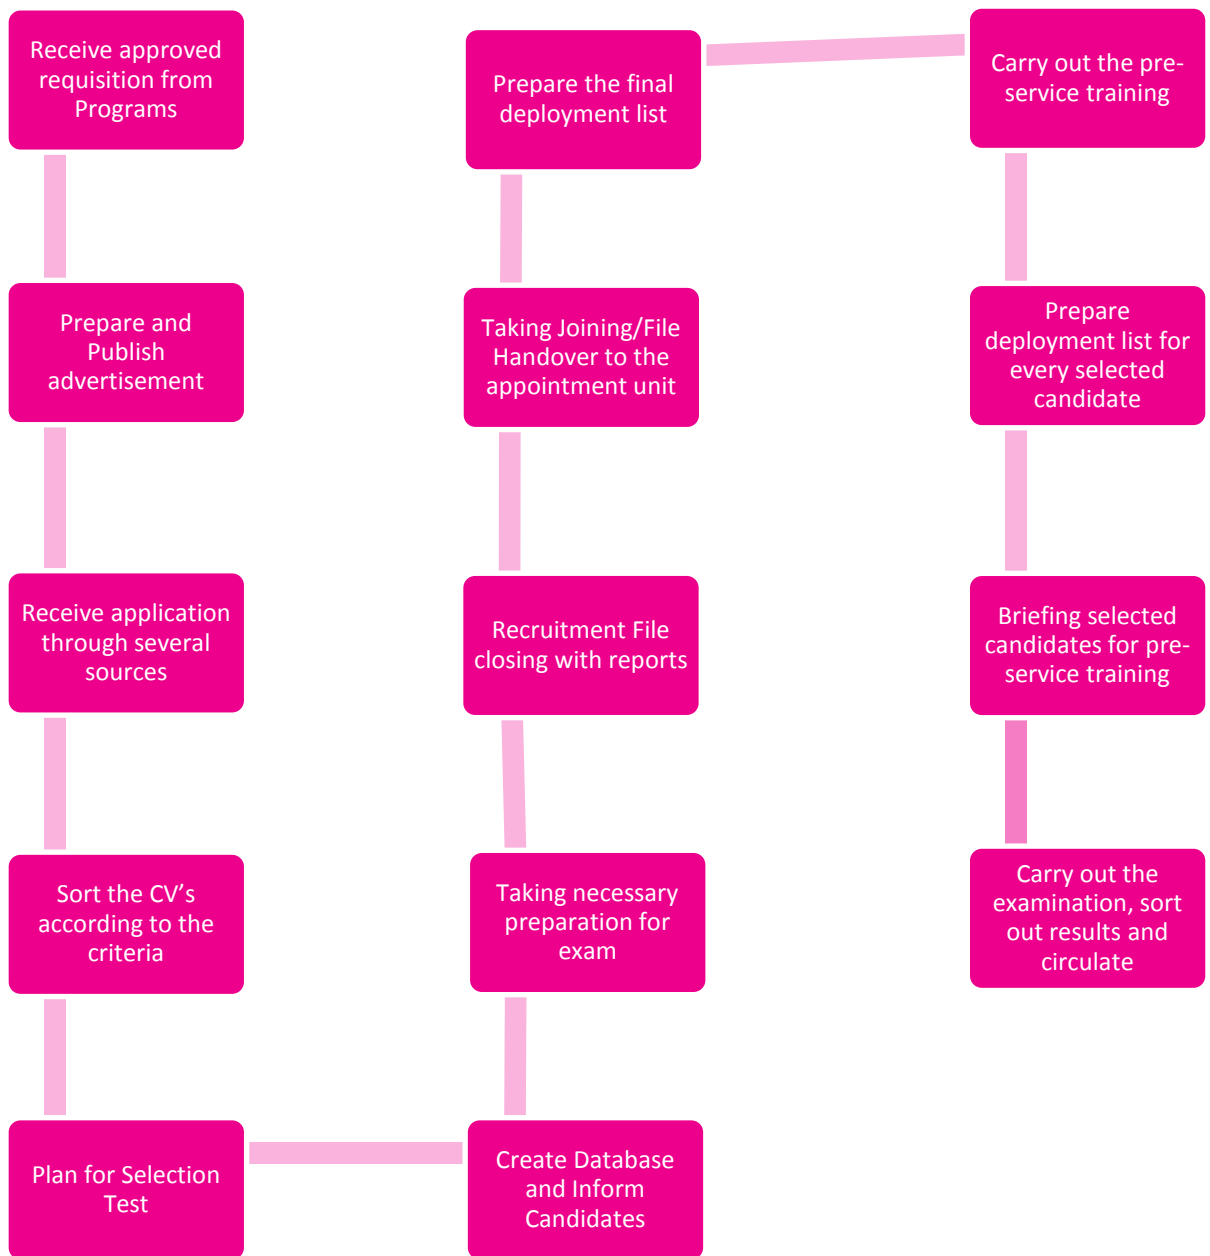 Receive approved
requisition from
Programs
Prepare and
Publish
advertisement
Receive application
through several
sources
Sort the CV’s
according to the
criteria
Plan for Selection
Test
Create Database
and Inform
Candidates
Taking necessary
preparation for
exam
Recruitment File
closing with reports
Taking Joining/File
Handover to the
appointment unit
Prepare the final
deployment list
Carry out the pre-
service training
Prepare
deployment list for
every selected
candidate
Briefing selected
candidates for pre-
service training
Carry out the
examination, sort
out results and
circulate